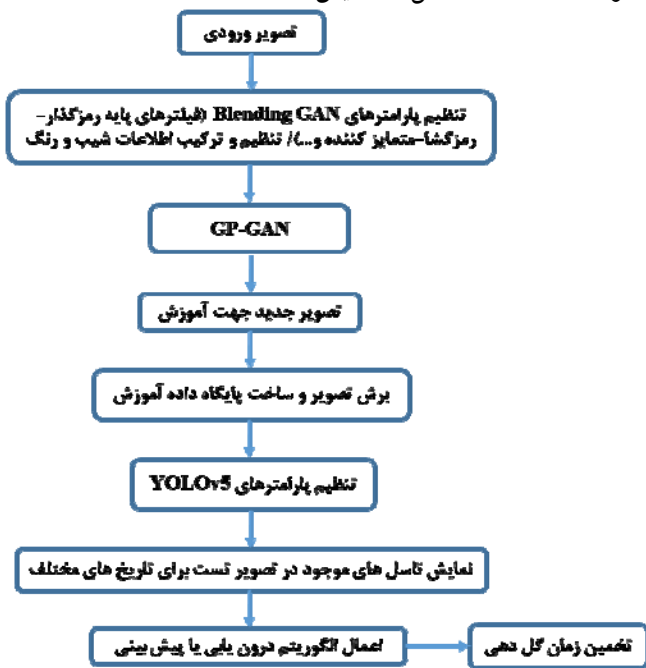 تصویر ورودی
تنظیم پارامترهای Blending GAN (فیلترهای پایه رمزگذار-
رمزگشا-متمایز کننده و...)/ تنظیم و ترکیب اطلاعات شیب و رنگ
GP-GAN
تصویر جدید جهت آموزش
برش تصویر و ساخت پایگاه داده آموزش
تنظیم پارامترهای YOLOv5
نمایش تاسل های موجود در تصویر تست برای تاریخ های مختلف
اعمال الگوریتم درون یابی یا پیش بینی
تخمین زمان گل دهی